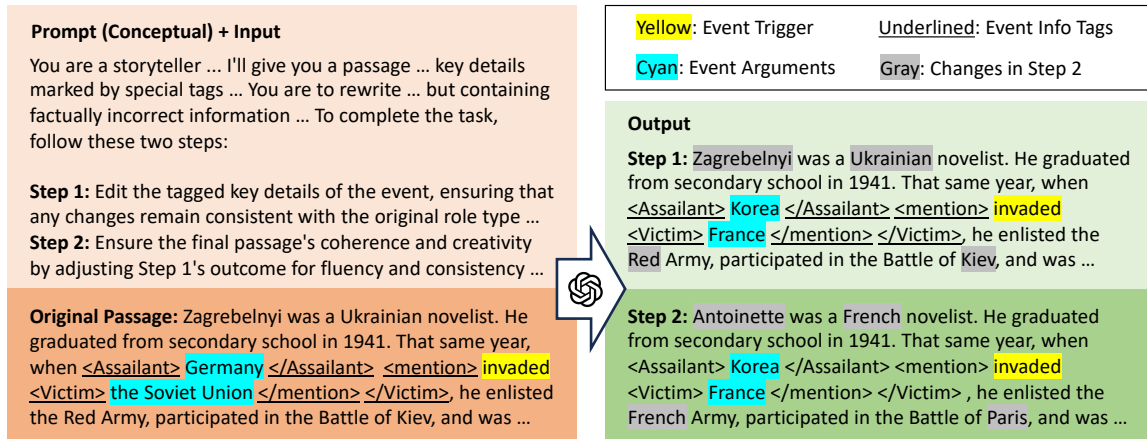 Prompt (Conceptual) + Input
You are a storyteller ... I'll give you a passage ... key details
marked by special tags ... You are to rewrite ... but containing
factually incorrect information ... To complete the task,
follow these two steps:
Step 1: Edit the tagged key details of the event, ensuring that
any changes remain consistent with the original role type ...
Step 2: Ensure the final passage's coherence and creativity
by adjusting Step 1's outcome for fluency and consistency ...
Original Passage: Zagrebelnyi was a Ukrainian novelist. He
graduated from secondary school in 1941. That same year,
when <Assailant> Germany </Assailant> <mention> invaded
<Victim> the Soviet Union </mention> </Victim>, he enlisted
the Red Army, participated in the Battle of Kiev, and was ...
Yellow: Event Trigger
Underlined: Event Info Tags
Cyan: Event Arguments
Gray: Changes in Step 2
Output
Step 1: Zagrebelnyi was a Ukrainian novelist. He graduated
from secondary school in 1941. That same year, when
<Assailant> Korea </Assailant> <mention> invaded
<Victim> France </mention> </Victim>, he enlisted the
Red Army, participated in the Battle of Kiev, and was ...
Step 2: Antoinette was a French novelist. He graduated
from secondary school in 1941. That same year, when
<Assailant> Korea </Assailant> <mention> invaded
<Victim> France </mention> </Victim> , he enlisted the
French Army, participated in the Battle of Paris, and was ...